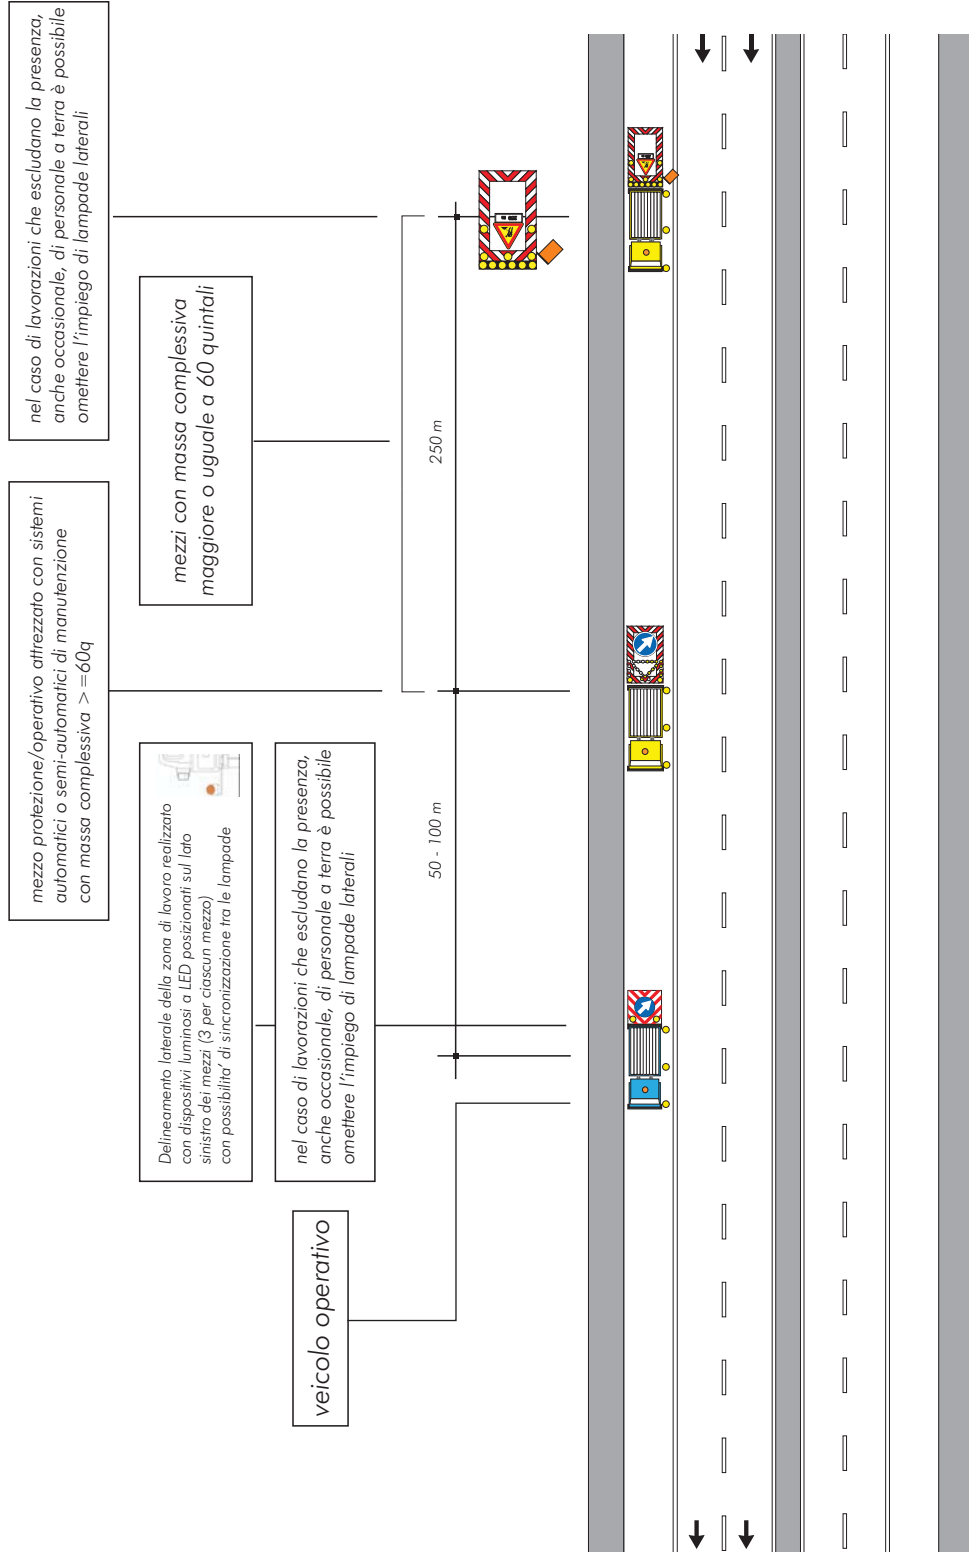 nel caso di lavorazioni che escludano la presenza,
anche occasionale, di personale a terra è possibile
omettere l'impiego di lampade laterali
mezzi con massa complessiva
maggiore o uguale a 60 quintali
mezzo protezione/operativo attrezzato con sistemi
automatici o semi-automatici di manutenzione
con massa complessiva >=60q
250 m
50 - 100 m
Delineamento laterale della zona di lavoro realizzato
con dispositivi luminosi a LED posizionati sul lato
sinistro dei mezzi (3 per ciascun mezzo)
con possibilita' di sincronizzazione tra le lampade
nel caso di lavorazioni che escludano la presenza,
anche occasionale, di personale a terra è possibile
omettere l'impiego di lampade laterali
veicolo operativo